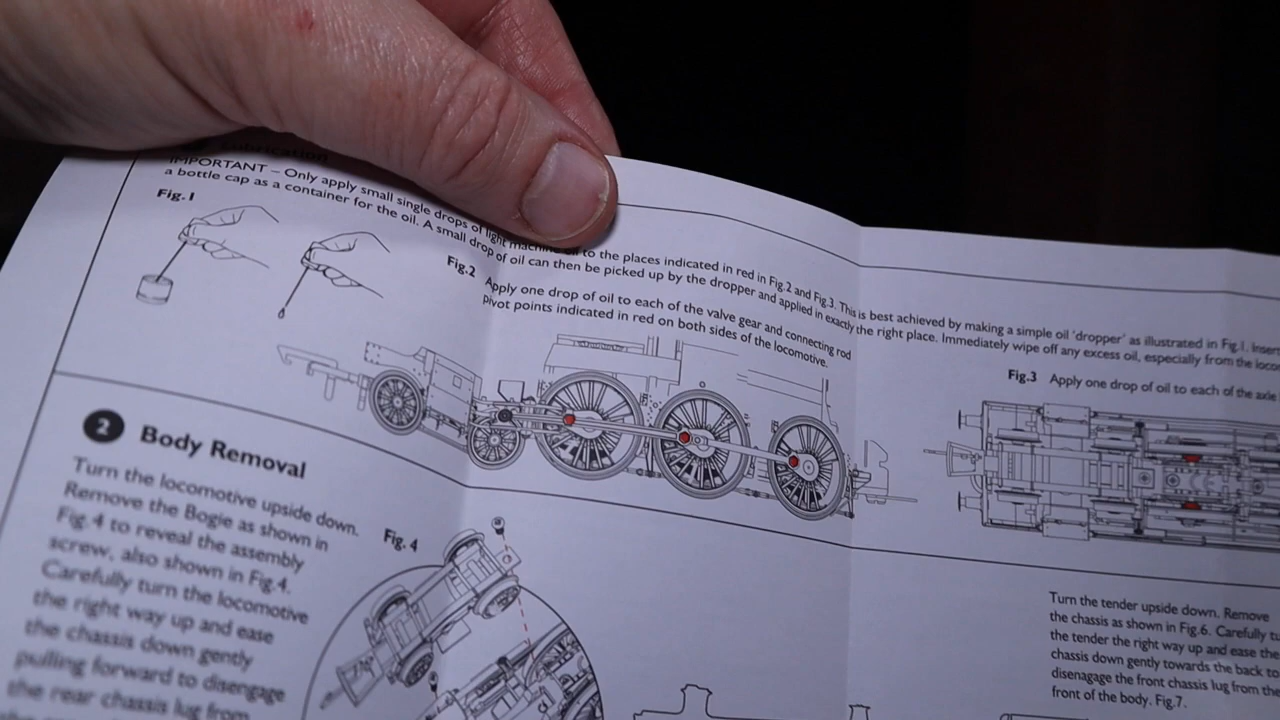 Lubrication
IMPORTANT – Only apply small single drops of light machine oil to the places indicated in red in Fig.2 and Fig.3. This is best achieved by making a simple oil 'dropper' as illustrated in Fig.1.
a bottle cap as a container for the oil. A small drop of oil can then be picked up by the dropper and applied in exactly the right place. Immediately wipe off any excess oil, especially from the
Fig.1
Fig.2
Apply one drop of oil to each of the valve gear and connecting rod
pivot points indicated in red on both sides of the locomotive.
Fig.3 Apply one drop of oil to each of the axle
2 Body Removal
Turn the locomotive upside down.
Remove the Bogie as shown in
Fig. 4 to reveal the assembly
screw, also shown in Fig.4.
Carefully turn the locomotive
the right way up and ease
the chassis down gently
pulling forward to disengage
the rear chassis lug from
Fig. 4
Turn the tender upside down. Remove
the chassis as shown in Fig.6. Carefully
the tender the right way up and ease the
chassis down gently towards the back to
disenagage the front chassis lug from the
front of the body. Fig.7.